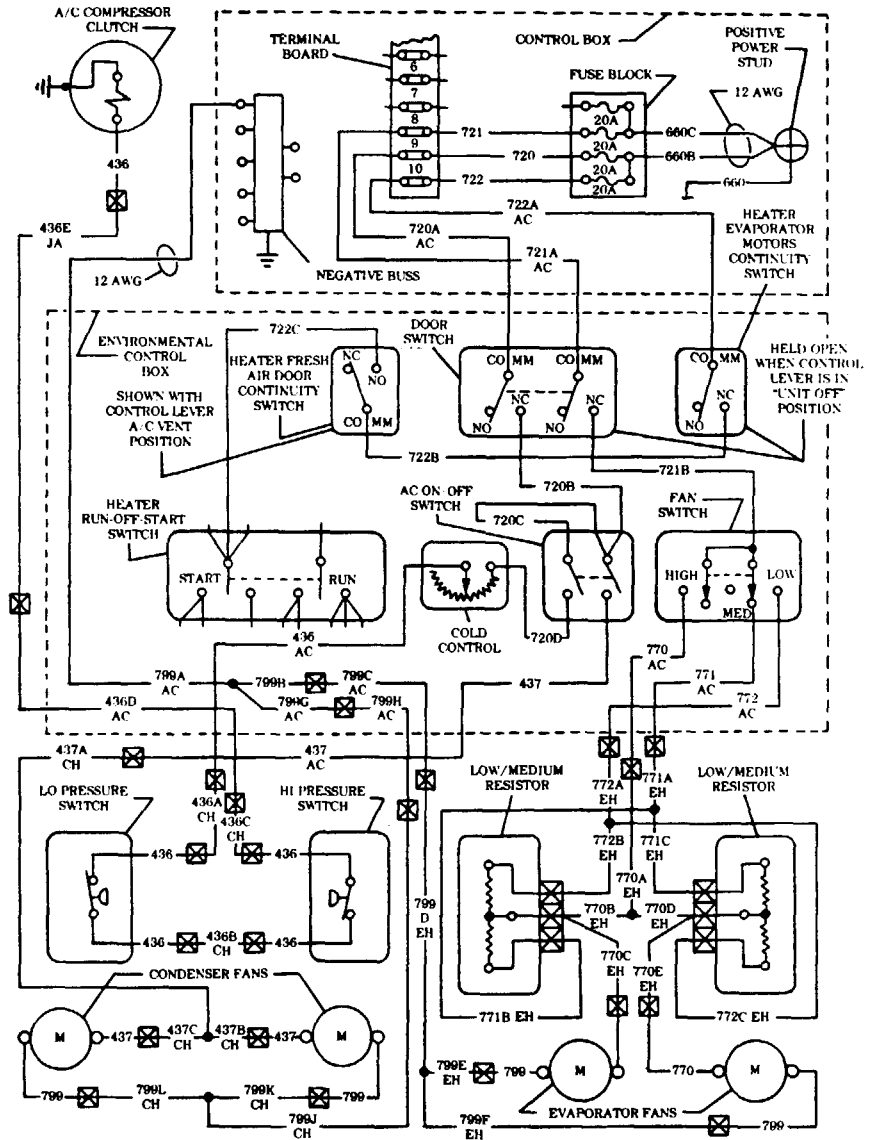 A/C COMPRESSOR
CLUTCH
TERMINAL
BOARD
CONTROL BOX
POSITIVE
POWER
STUD
FUSE BLOCK
12 AWG
6
7
8
9
10
20A
20A
20A
20A
721
720
722
660C
660B
660
436
436E
JA
12 AWG
NEGATIVE BUSS
720A
AC
721A
AC
722A
AC
HEATER
EVAPORATOR
MOTORS
CONTINUITY
SWITCH
ENVIRONMENTAL
CONTROL
BOX
SHOWN WITH
CONTROL LEVER
A/C VENT
POSITION
722C
HEATER FRESH
AIR DOOR
CONTINUITY
SWITCH
NC
NO
COMM
DOOR
SWITCH
COMM
COMM
NC
NC
NO
NO
COMM
NC
NO
HELD OPEN
WHEN CONTROL
LEVER IS IN
"UNIT OFF"
POSITION
722B
721B
720B
AC ON-OFF
SWITCH
720C
FAN
SWITCH
HEATER
RUN-OFF-START
SWITCH
START
RUN
HIGH
LOW
MED
COLD
CONTROL
720D
436
AC
770
AC
771
AC
772
AC
799A
AC
799B
799C
AC
437
436D
AC
799G
AC
799H
AC
437A
CH
437
AC
LO PRESSURE
SWITCH
436A
CH
436C
CH
HI PRESSURE
SWITCH
LOW/MEDIUM
RESISTOR
772A
EH
771A
EH
LOW/MEDIUM
RESISTOR
436
436
772B
EH
771C
EH
770A
EH
799
D
EH
770B
EH
770D
EH
436
436B
CH
436
770C
EH
770E
EH
CONDENSER FANS
771B EH
772C EH
M
437
437C
CH
437B
CH
437
M
799E
EH
799
M
770
M
799
799L
CH
799K
CH
799
799J
CH
EVAPORATOR FANS
799F
EH
799